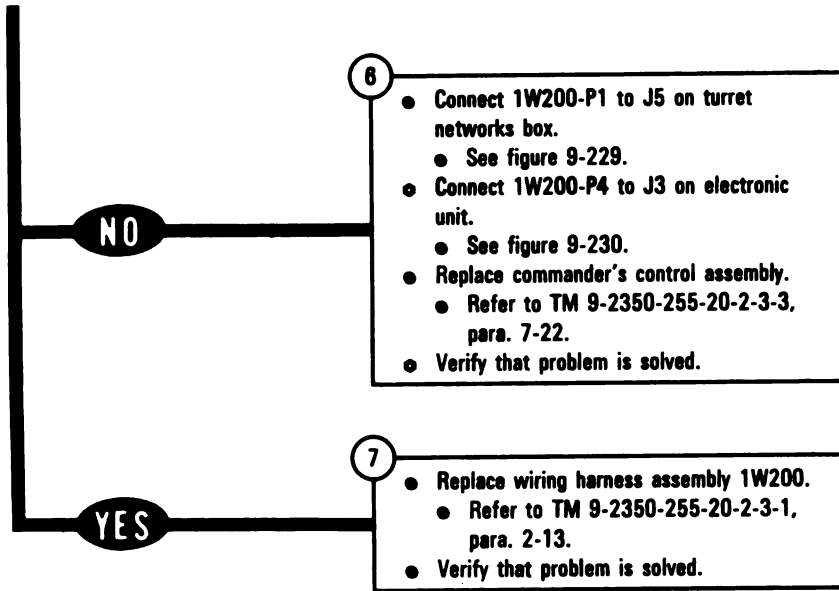 6
● Connect 1W200-P1 to J5 on turret
networks box.
● See figure 9-229.
● Connect 1W200-P4 to J3 on electronic
unit.
● See figure 9-230.
● Replace commander's control assembly.
● Refer to TM 9-2350-255-20-2-3-3,
para. 7-22.
● Verify that problem is solved.
NO
7
● Replace wiring harness assembly 1W200.
● Refer to TM 9-2350-255-20-2-3-1,
para. 2-13.
● Verify that problem is solved.
YES